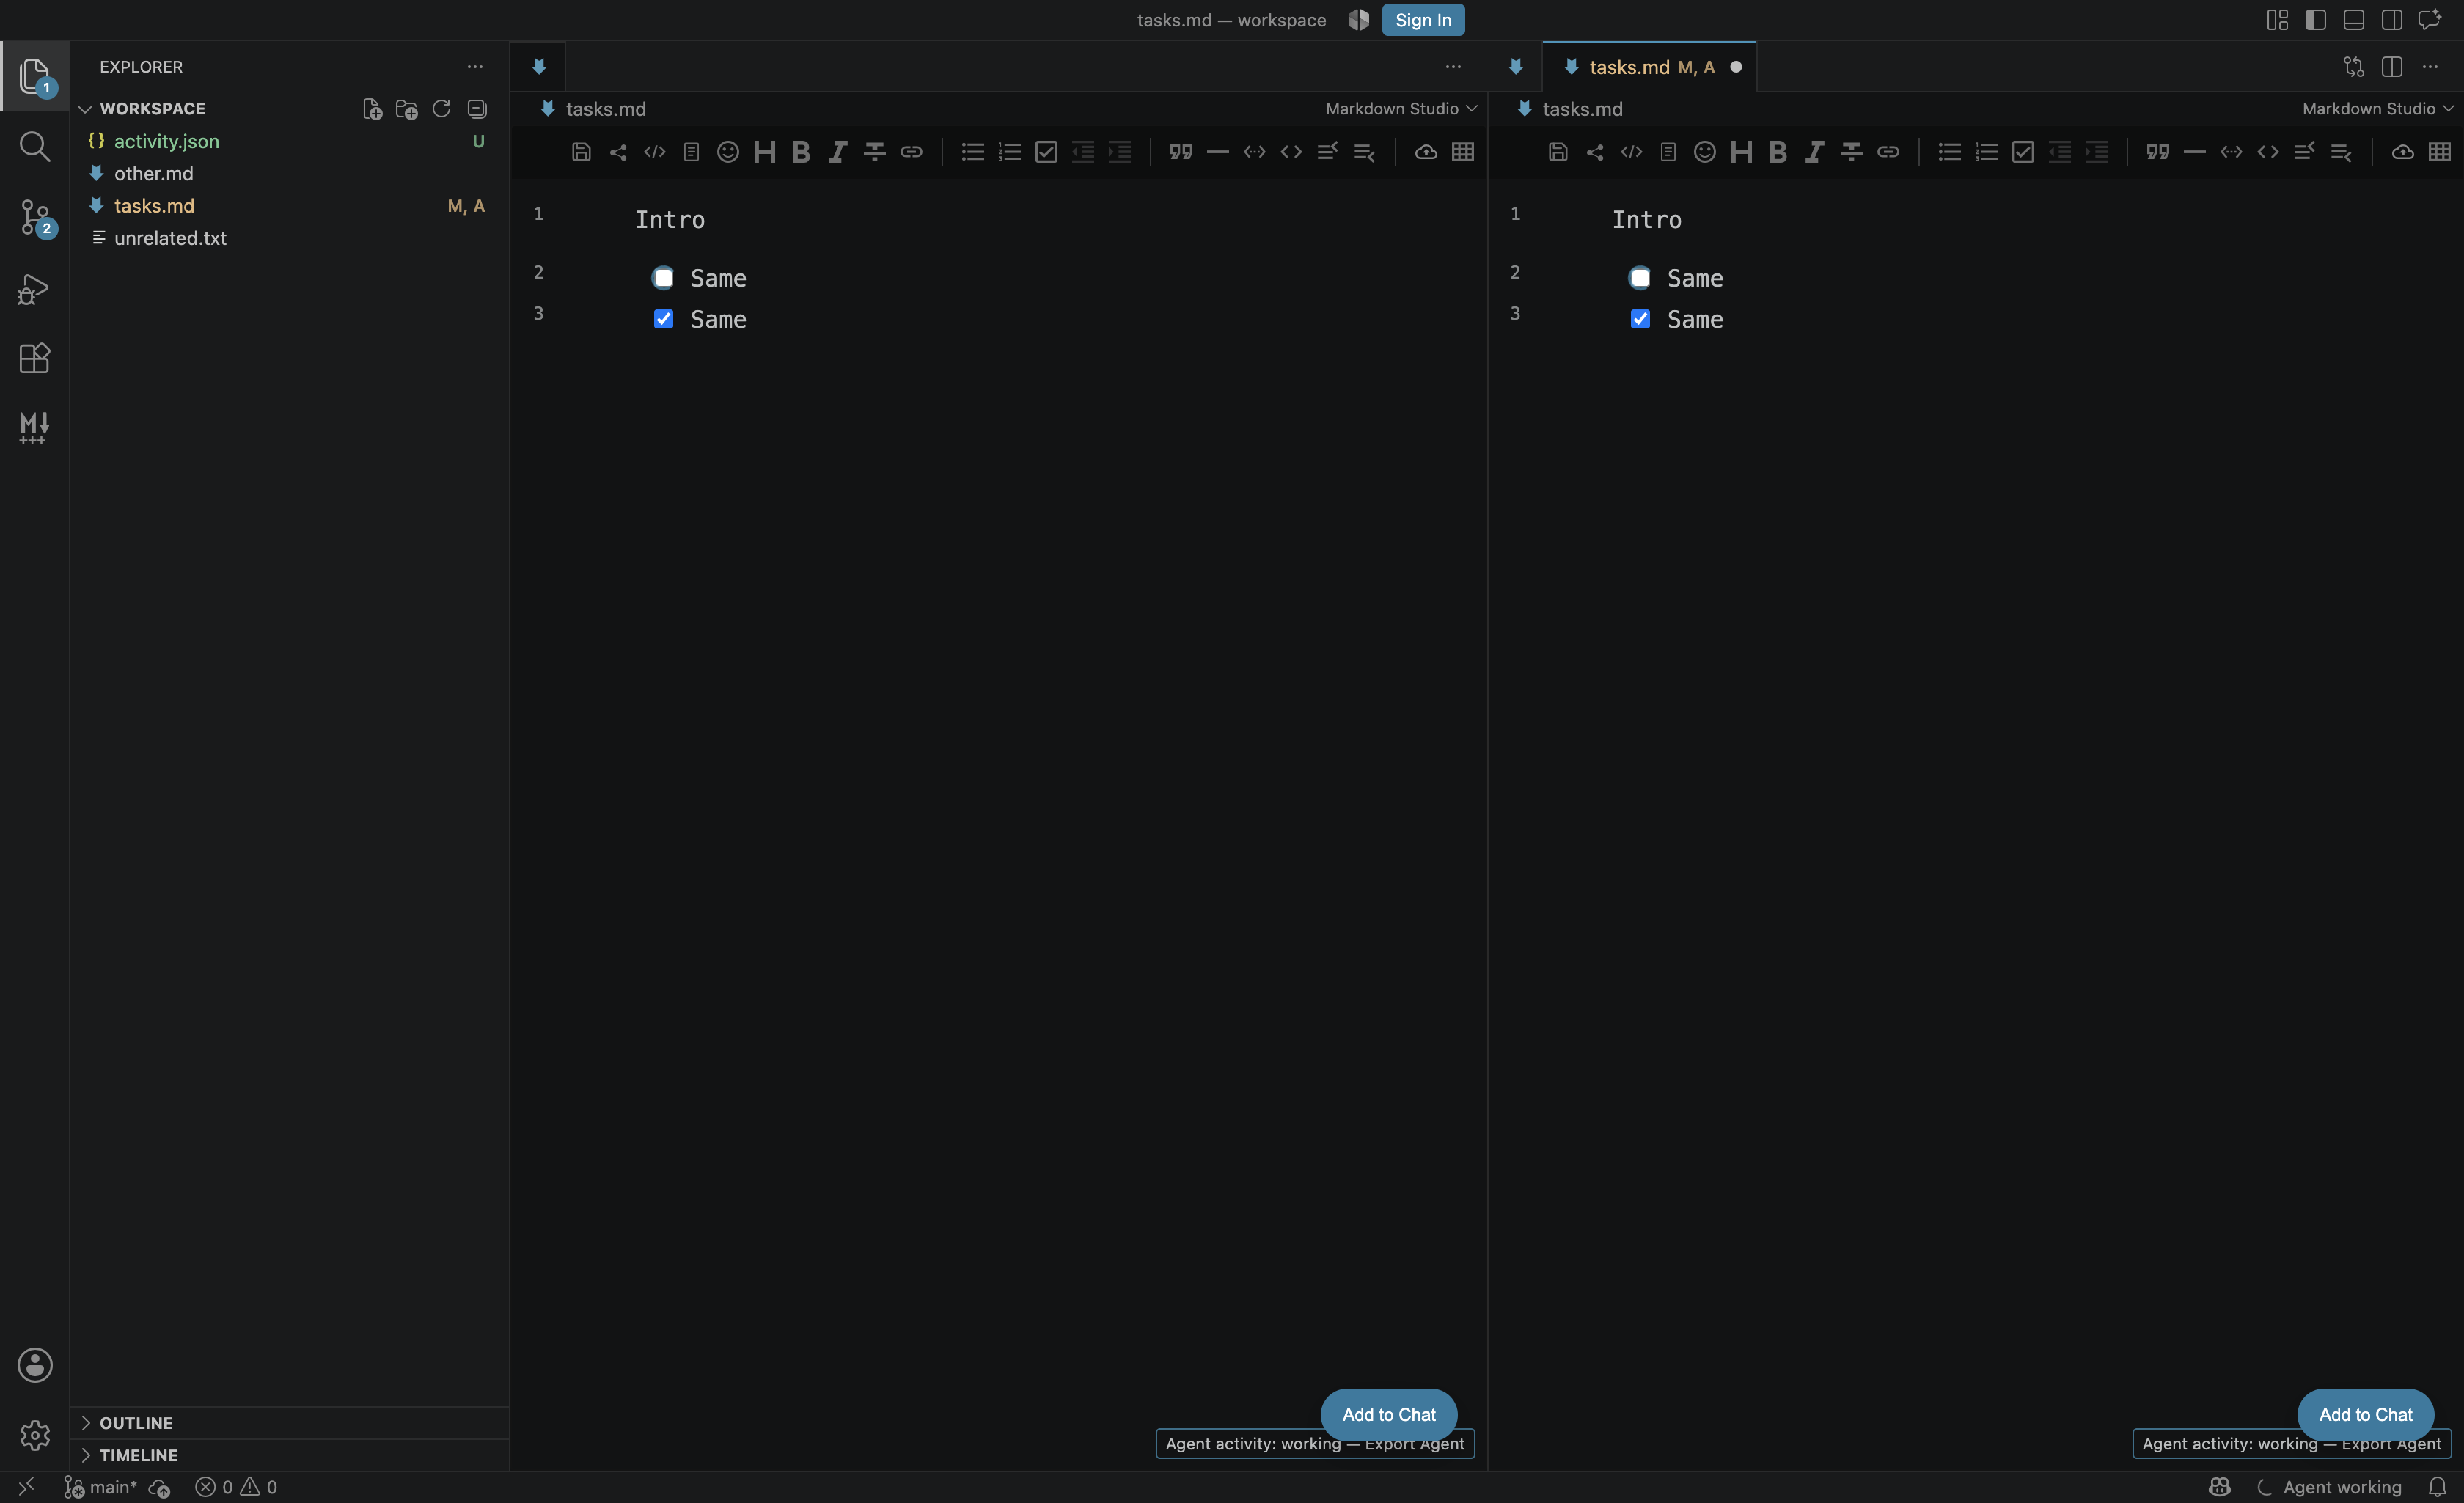 tasks.md — workspace
Sign In
1
2
EXPLORER
WORKSPACE
activity.json U
other.md
tasks.md M, A
unrelated.txt
OUTLINE
TIMELINE
tasks.md
Markdown Studio
1 Intro
2 Same
3 Same
Add to Chat
Agent activity: working — Export Agent
tasks.md M, A
tasks.md
Markdown Studio
1 Intro
2 Same
3 Same
Add to Chat
Agent activity: working — Export Agent
main* 0 0
Agent working